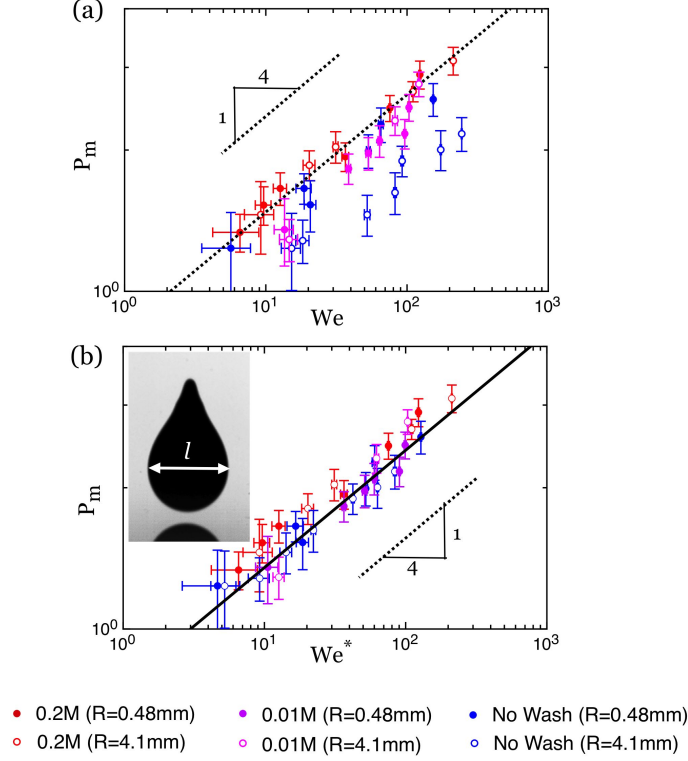 (a)
P_m
4
1
10^0
10^0
10^1
10^2
10^3
We
(b)
l
P_m
1
4
10^0
10^0
10^1
10^2
10^3
We^*
0.2M (R=0.48mm)
0.01M (R=0.48mm)
No Wash (R=0.48mm)
0.2M (R=4.1mm)
0.01M (R=4.1mm)
No Wash (R=4.1mm)